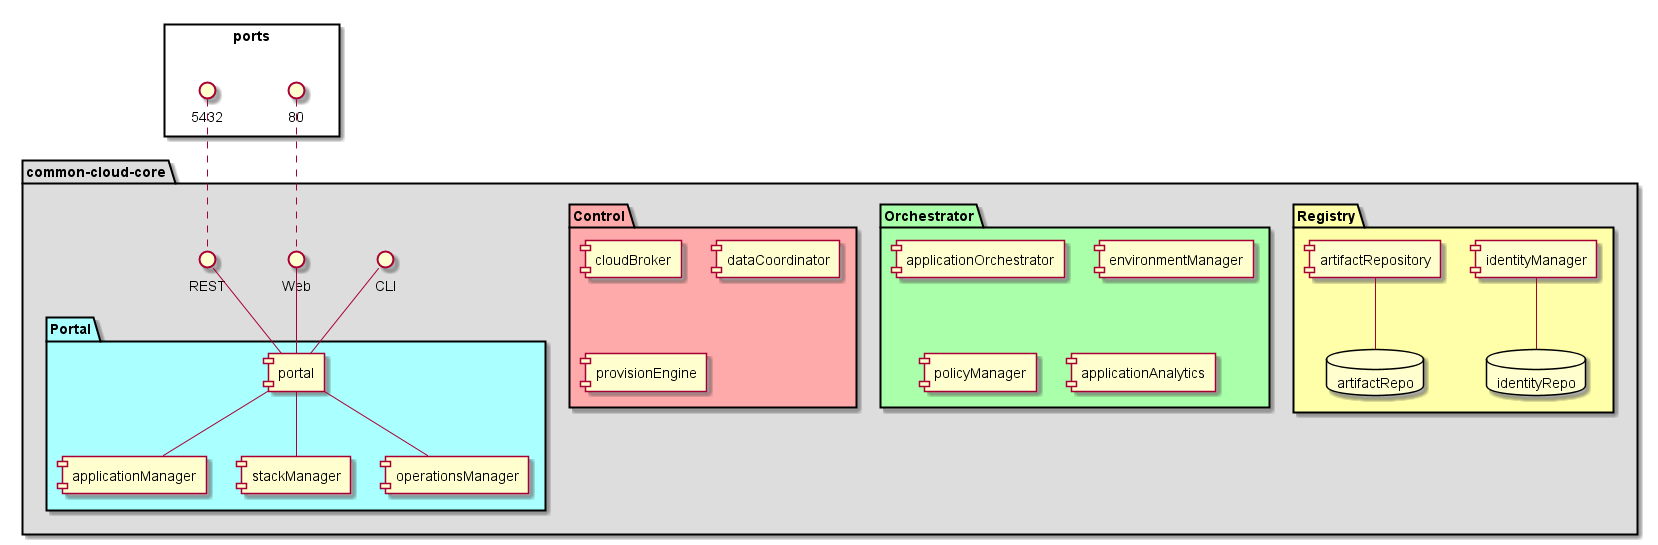 ports
5432
80
common-cloud-core
REST
Web
CLI
Portal
portal
applicationManager
stackManager
operationsManager
Control
cloudBroker
dataCoordinator
provisionEngine
Orchestrator
applicationOrchestrator
environmentManager
policyManager
applicationAnalytics
Registry
artifactRepository
identityManager
artifactRepo
identityRepo